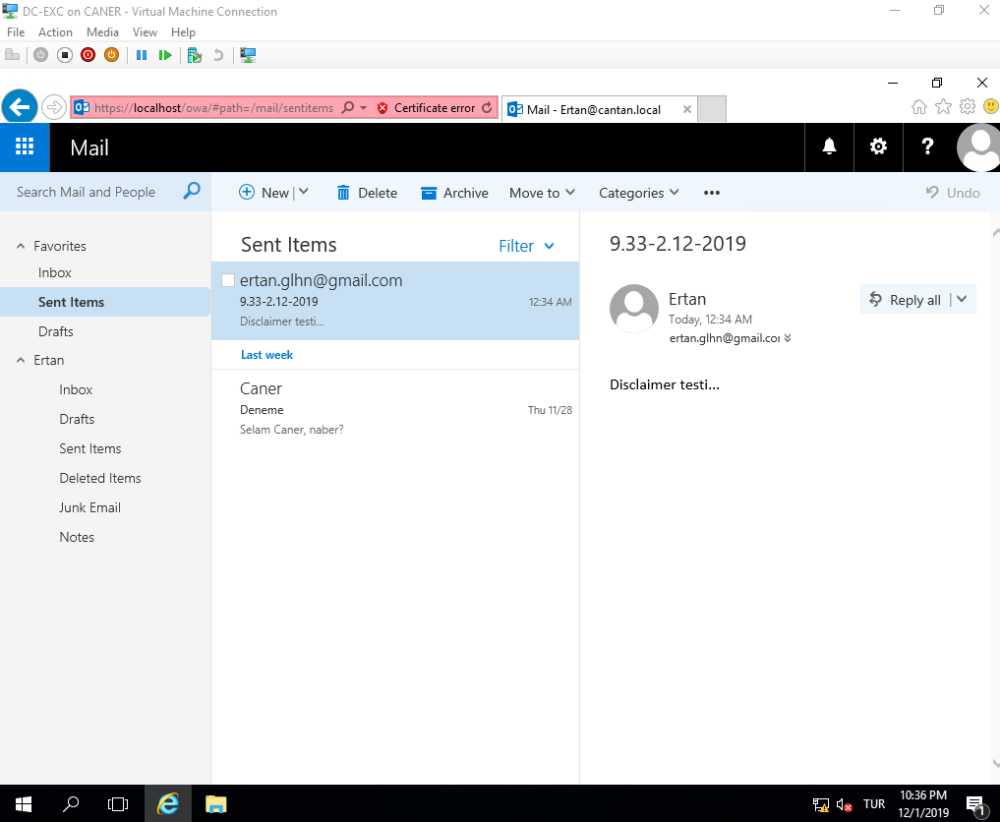 DC-EXC on CANER - Virtual Machine Connection
File Action Media View Help
https://localhost/owa/#path=/mail/sentitems Certificate error Mail - Ertan@cantan.local
Mail
Search Mail and People New Delete Archive Move to Categories ••• Undo
Sent Items Filter
9.33-2.12-2019
Favorites
Inbox
Sent Items
Drafts
Ertan
Inbox
Drafts
Sent Items
Deleted Items
Junk Email
Notes
ertan.glhn@gmail.com
9.33-2.12-2019 12:34 AM
Disclaimer testi...
Last week
Caner
Deneme Thu 11/28
Selam Caner, naber?
Ertan
Reply all
Today, 12:34 AM
ertan.glhn@gmail.cor
Disclaimer testi...
TUR
10:36 PM
12/1/2019
1